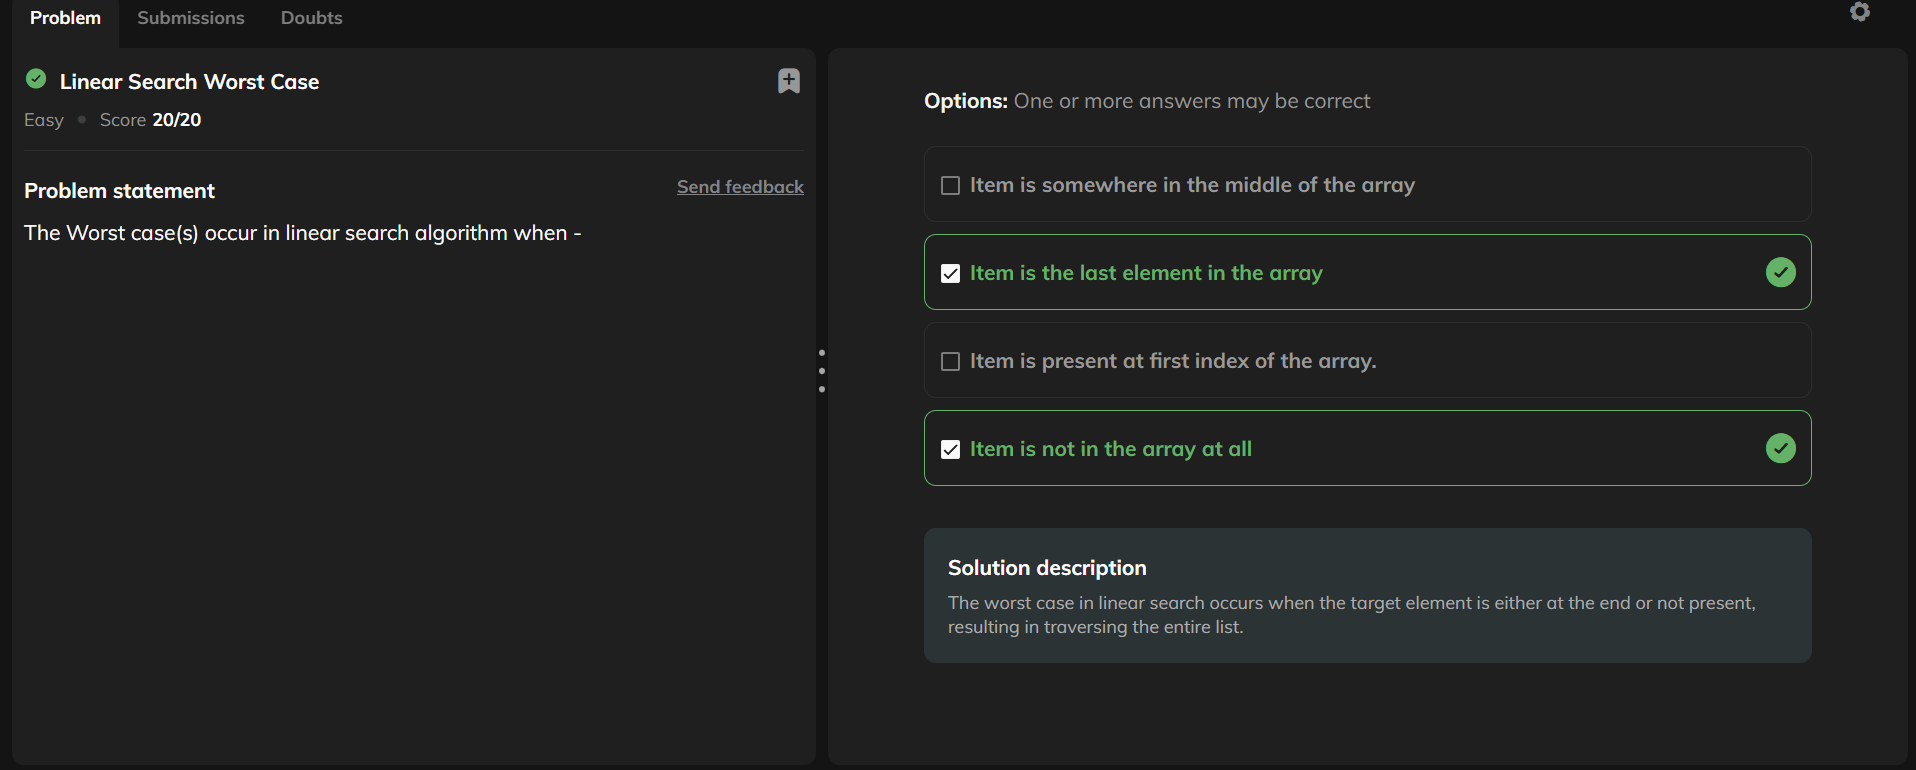 Problem Submissions Doubts
Linear Search Worst Case
Easy • Score 20/20
Problem statement
Send feedback
The Worst case(s) occur in linear search algorithm when -
Options: One or more answers may be correct
Item is somewhere in the middle of the array
Item is the last element in the array
Item is present at first index of the array.
Item is not in the array at all
Solution description
The worst case in linear search occurs when the target element is either at the end or not present,
resulting in traversing the entire list.